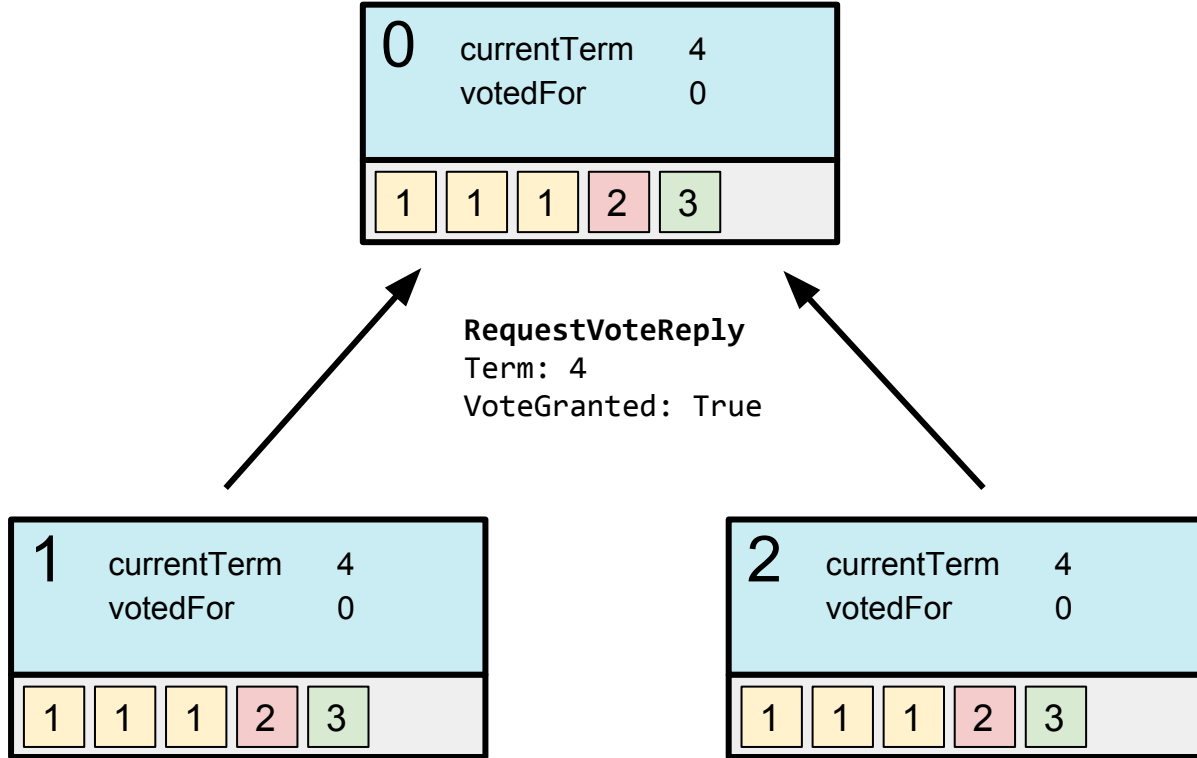 0 currentTerm 4
votedFor 0
1 1 1 2 3
RequestVoteReply
Term: 4
VoteGranted: True
1 currentTerm 4
votedFor 0
1 1 1 2 3
2 currentTerm 4
votedFor 0
1 1 1 2 3